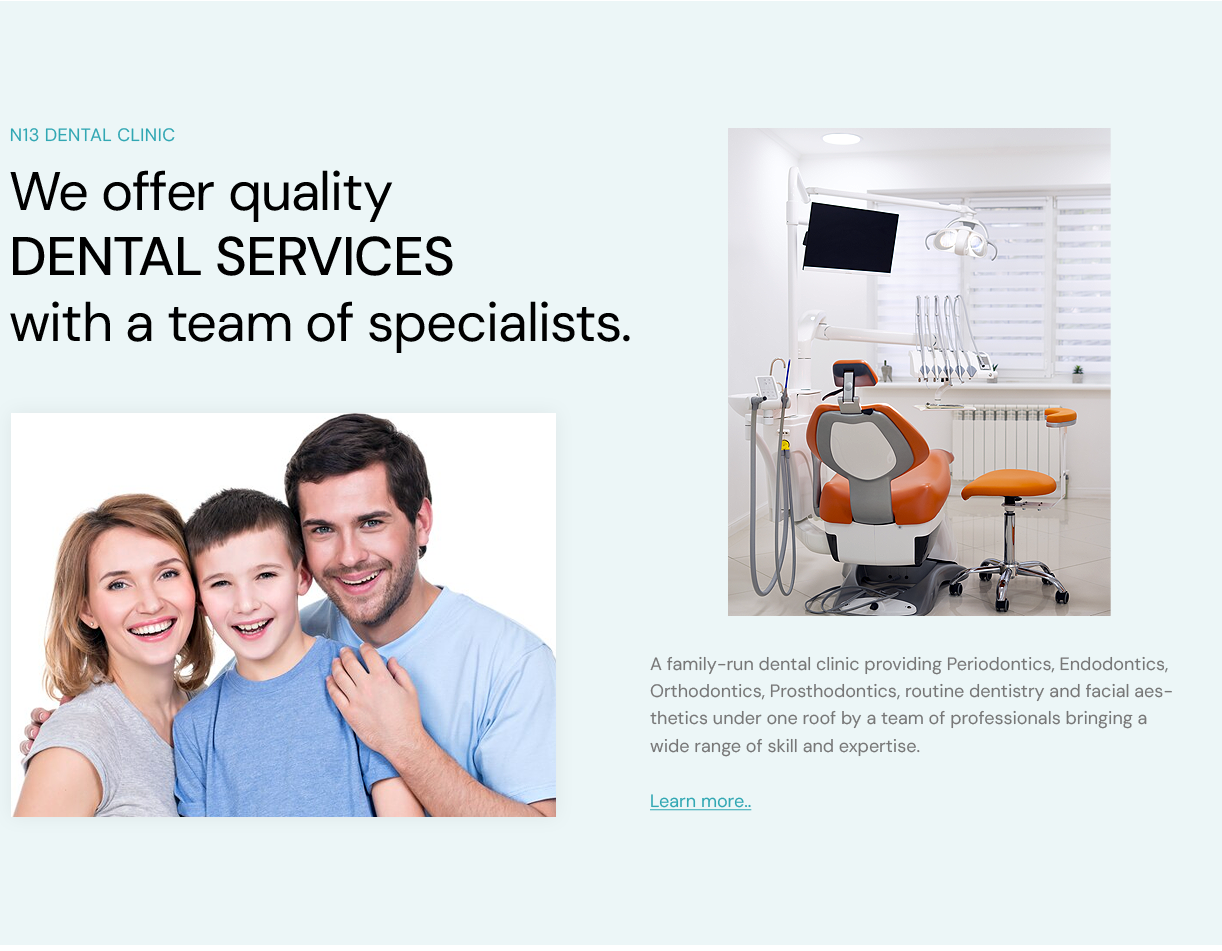 N13 DENTAL CLINIC
We offer quality
DENTAL SERVICES
with a team of specialists.
A family-run dental clinic providing Periodontics, Endodontics,
Orthodontics, Prosthodontics, routine dentistry and facial aes-
thetics under one roof by a team of professionals bringing a
wide range of skill and expertise.
Learn more..